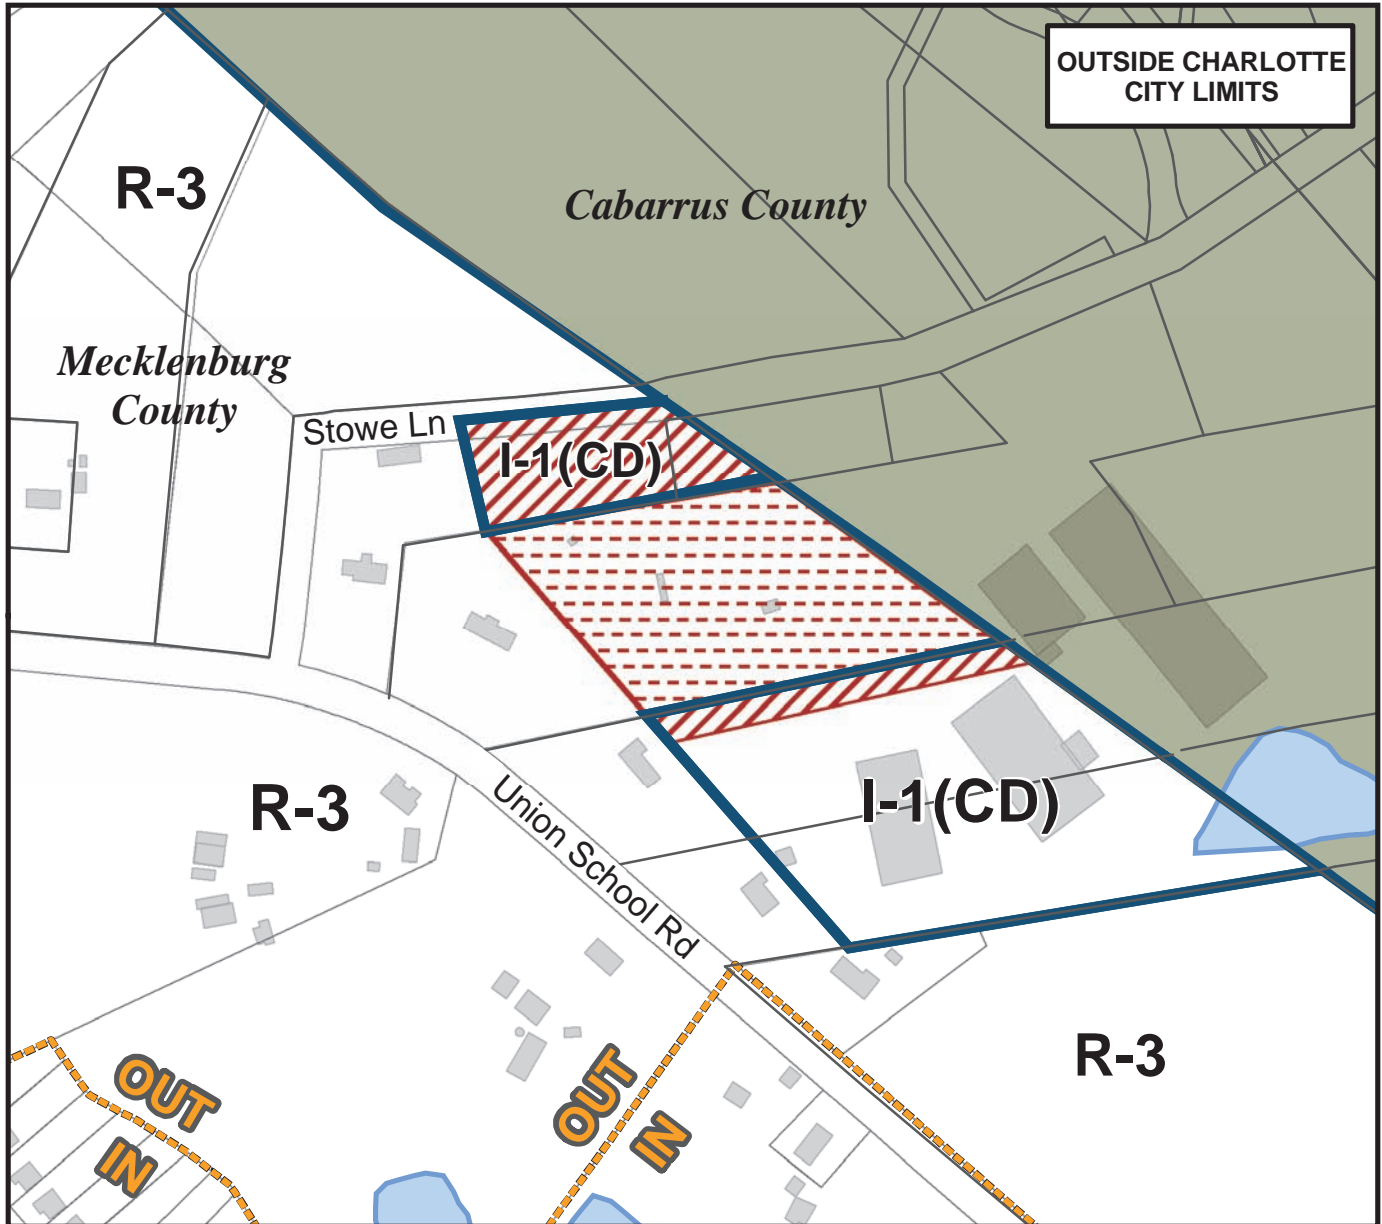 OUTSIDE CHARLOTTE
CITY LIMITS
R-3
Cabarrus County
Mecklenburg
County
Stowe Ln
I-1(CD)
R-3
Union School Rd
I-1(CD)
R-3
OUT
IN
OUT
IN